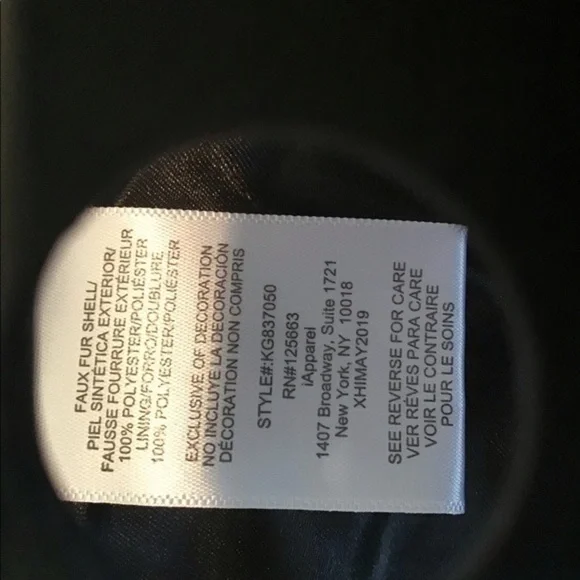 FAUX FUR SHELL/
PIEL SINTÉTICA EXTERIOR/
FAUSSE FOURRURE EXTÉRIEUR
100% POLYESTER/POLIÉSTER
LINING/FORRO/DOUBLURE
100% POLYESTER/POLIÉSTER
EXCLUSIVE OF DECORATION
NO INCLUYE LA DECORACIÓN
DÉCORATION NON COMPRIS
STYLE#:KG837050
RN#125663
iApparel
1407 Broadway, Suite 1721
New York, NY 10018
XHIMAY2019
SEE REVERSE FOR CARE
VER RÉVES PARA CARE
VOIR LE CONTRAIRE
POUR LE SOINS